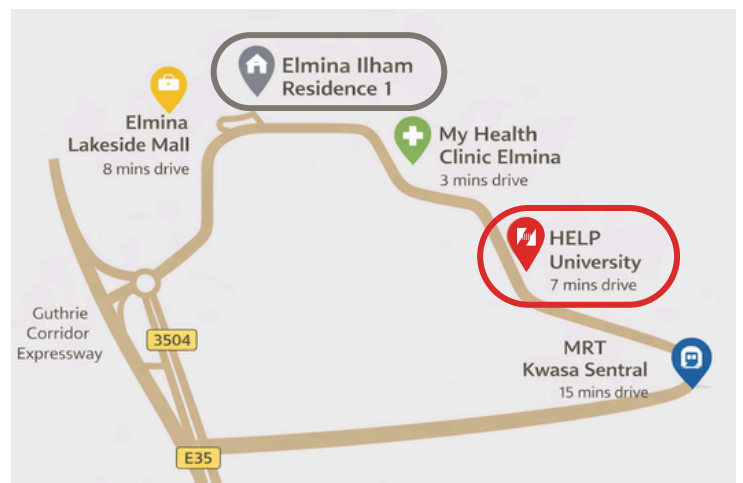 Elmina Ilham
Residence 1
Elmina
Lakeside Mall
8 mins drive
My Health
Clinic Elmina
3 mins drive
HELP
University
7 mins drive
Guthrie
Corridor
Expressway
3504
MRT
Kwasa Sentral
15 mins drive
E35